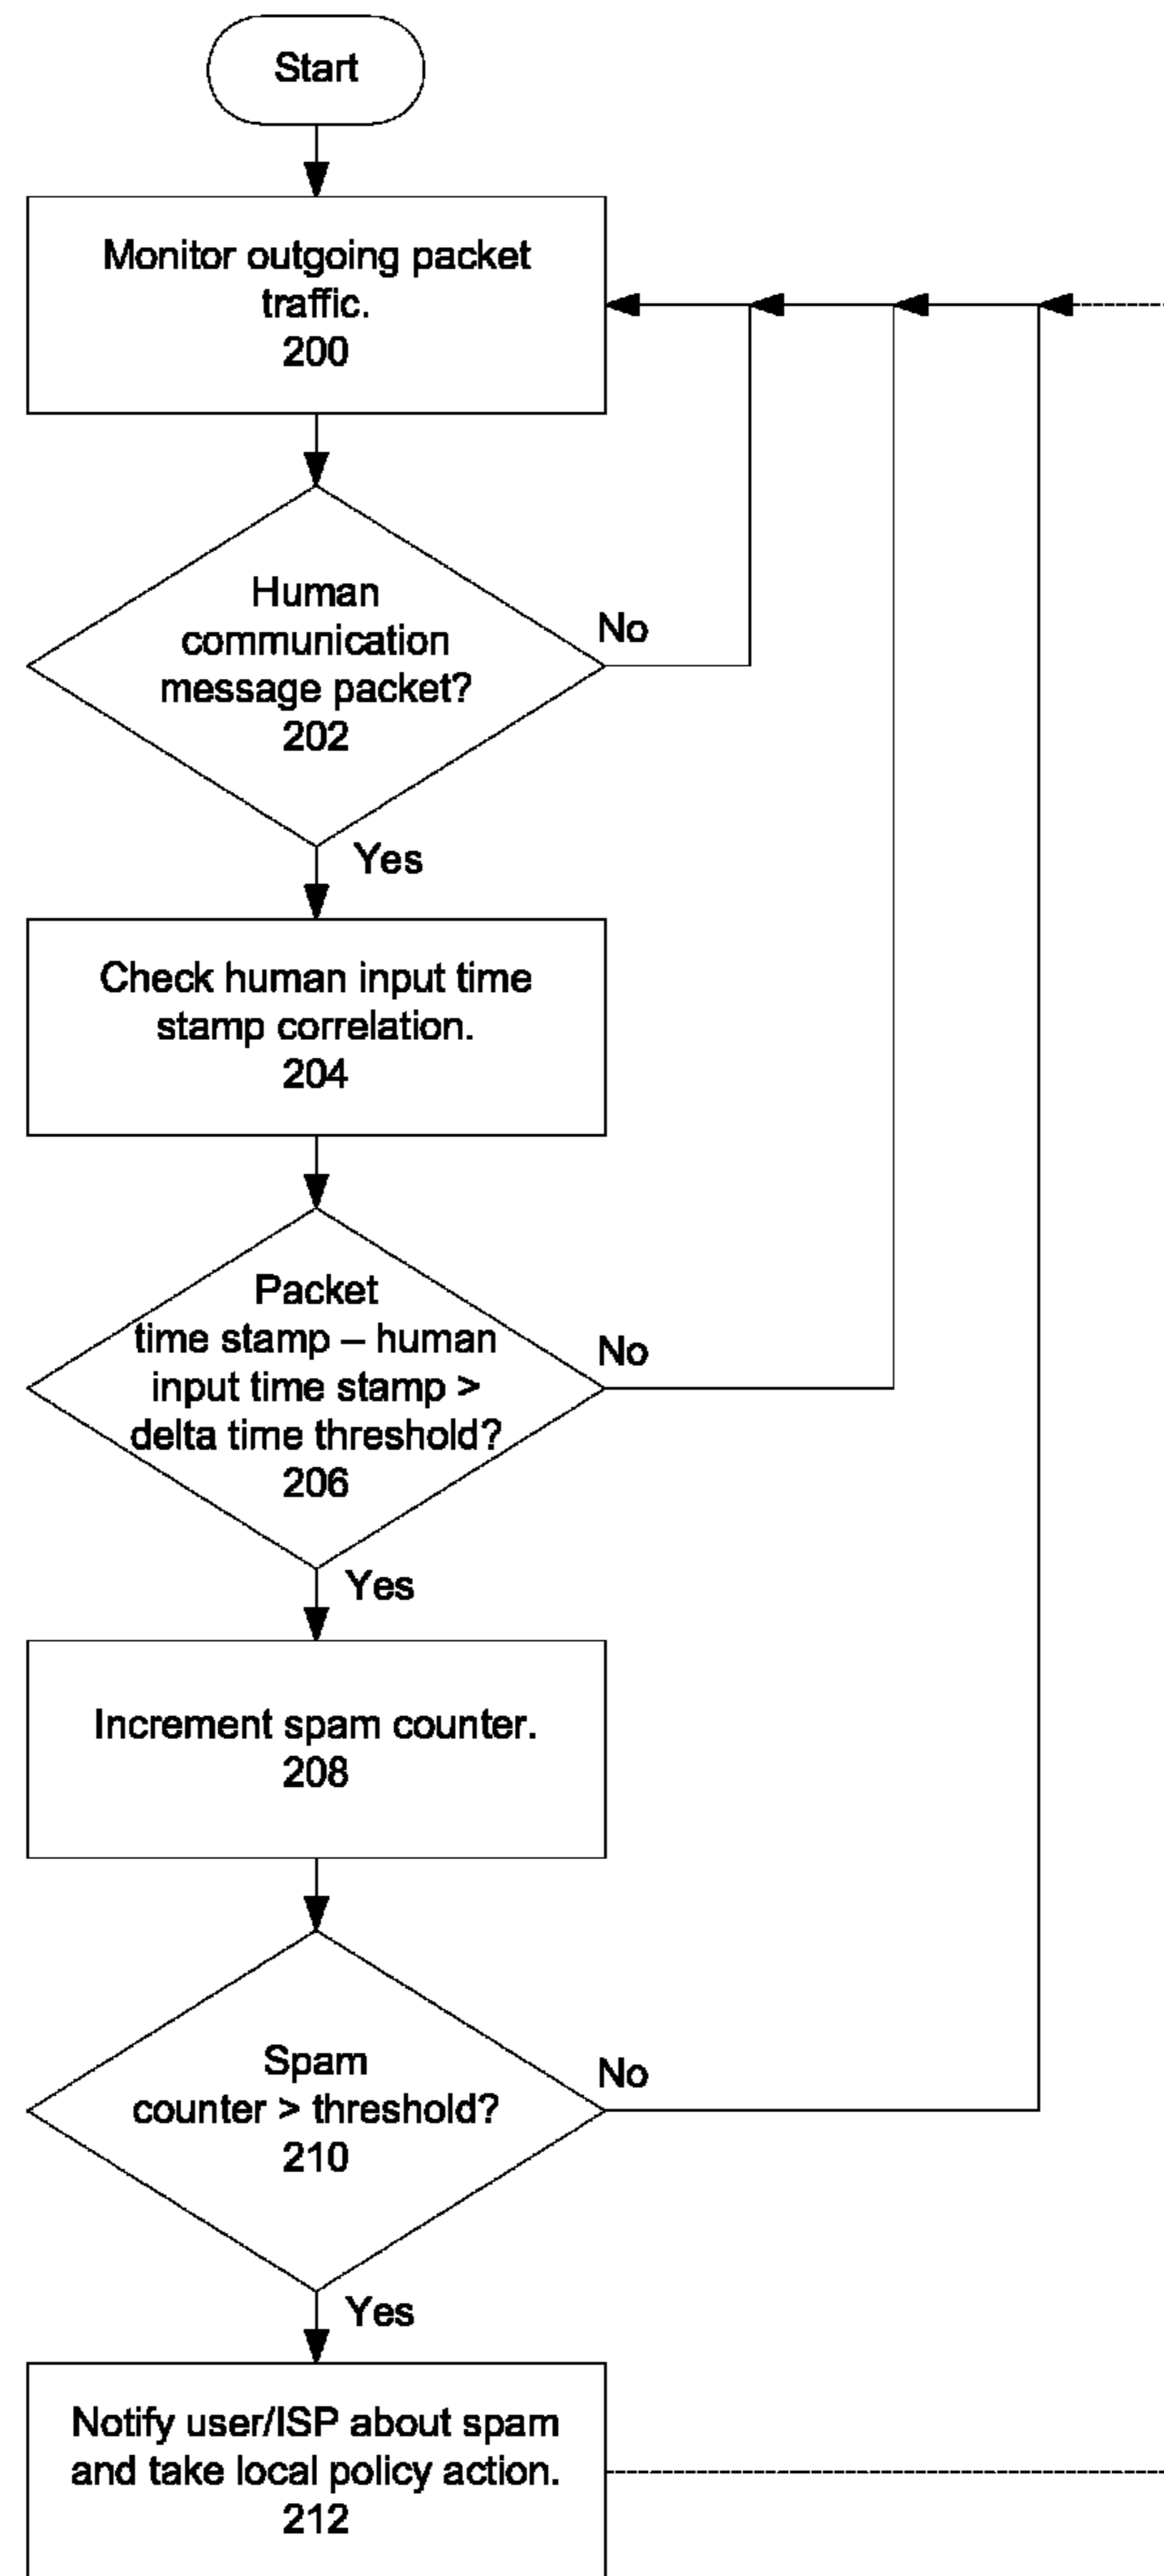 Start
Monitor outgoing packet
traffic.
200
Human
communication
message packet?
202
No
Yes
Check human input time
stamp correlation.
204
Packet
time stamp – human
input time stamp >
delta time threshold?
206
No
Yes
Increment spam counter.
208
Spam
counter > threshold?
210
No
Yes
Notify user/ISP about spam
and take local policy action.
212